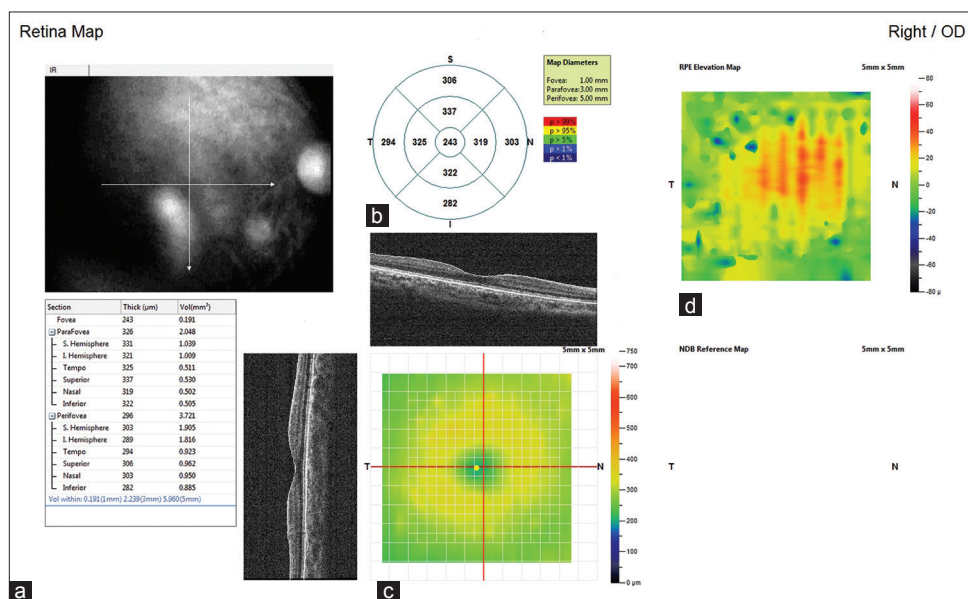 Retina Map
Right / OD
IR
S
306
337
T 294 325 243 319 303 N
322
282
I
b
Map Diameters
Fovea: 1.00 mm
Parafovea: 3.00 mm
Perifovea: 5.00 mm
p > 99%
p > 95%
p > 5%
p > 1%
p < 1%
RPE Elevation Map 5mm x 5mm
80
60
40
20
T
N
0
-20
-40
-60
-80 μ
d
Section Thick (μm) Vol(mm³)
Fovea 243 0.191
ParaFovea 326 2.048
S. Hemisphere 331 1.039
I. Hemisphere 321 1.009
Tempo 325 0.511
Superior 337 0.530
Nasal 319 0.502
Inferior 322 0.505
Perifovea 296 3.721
S. Hemisphere 303 1.905
I. Hemisphere 289 1.816
Tempo 294 0.923
Superior 306 0.962
Nasal 303 0.950
Inferior 282 0.885
Vol within: 0.191(1mm) 2.239(3mm) 5.960(5mm)
a
5mm x 5mm
750
700
600
500
T
N
400
300
200
100
0 μm
c
NDB Reference Map 5mm x 5mm
T
N